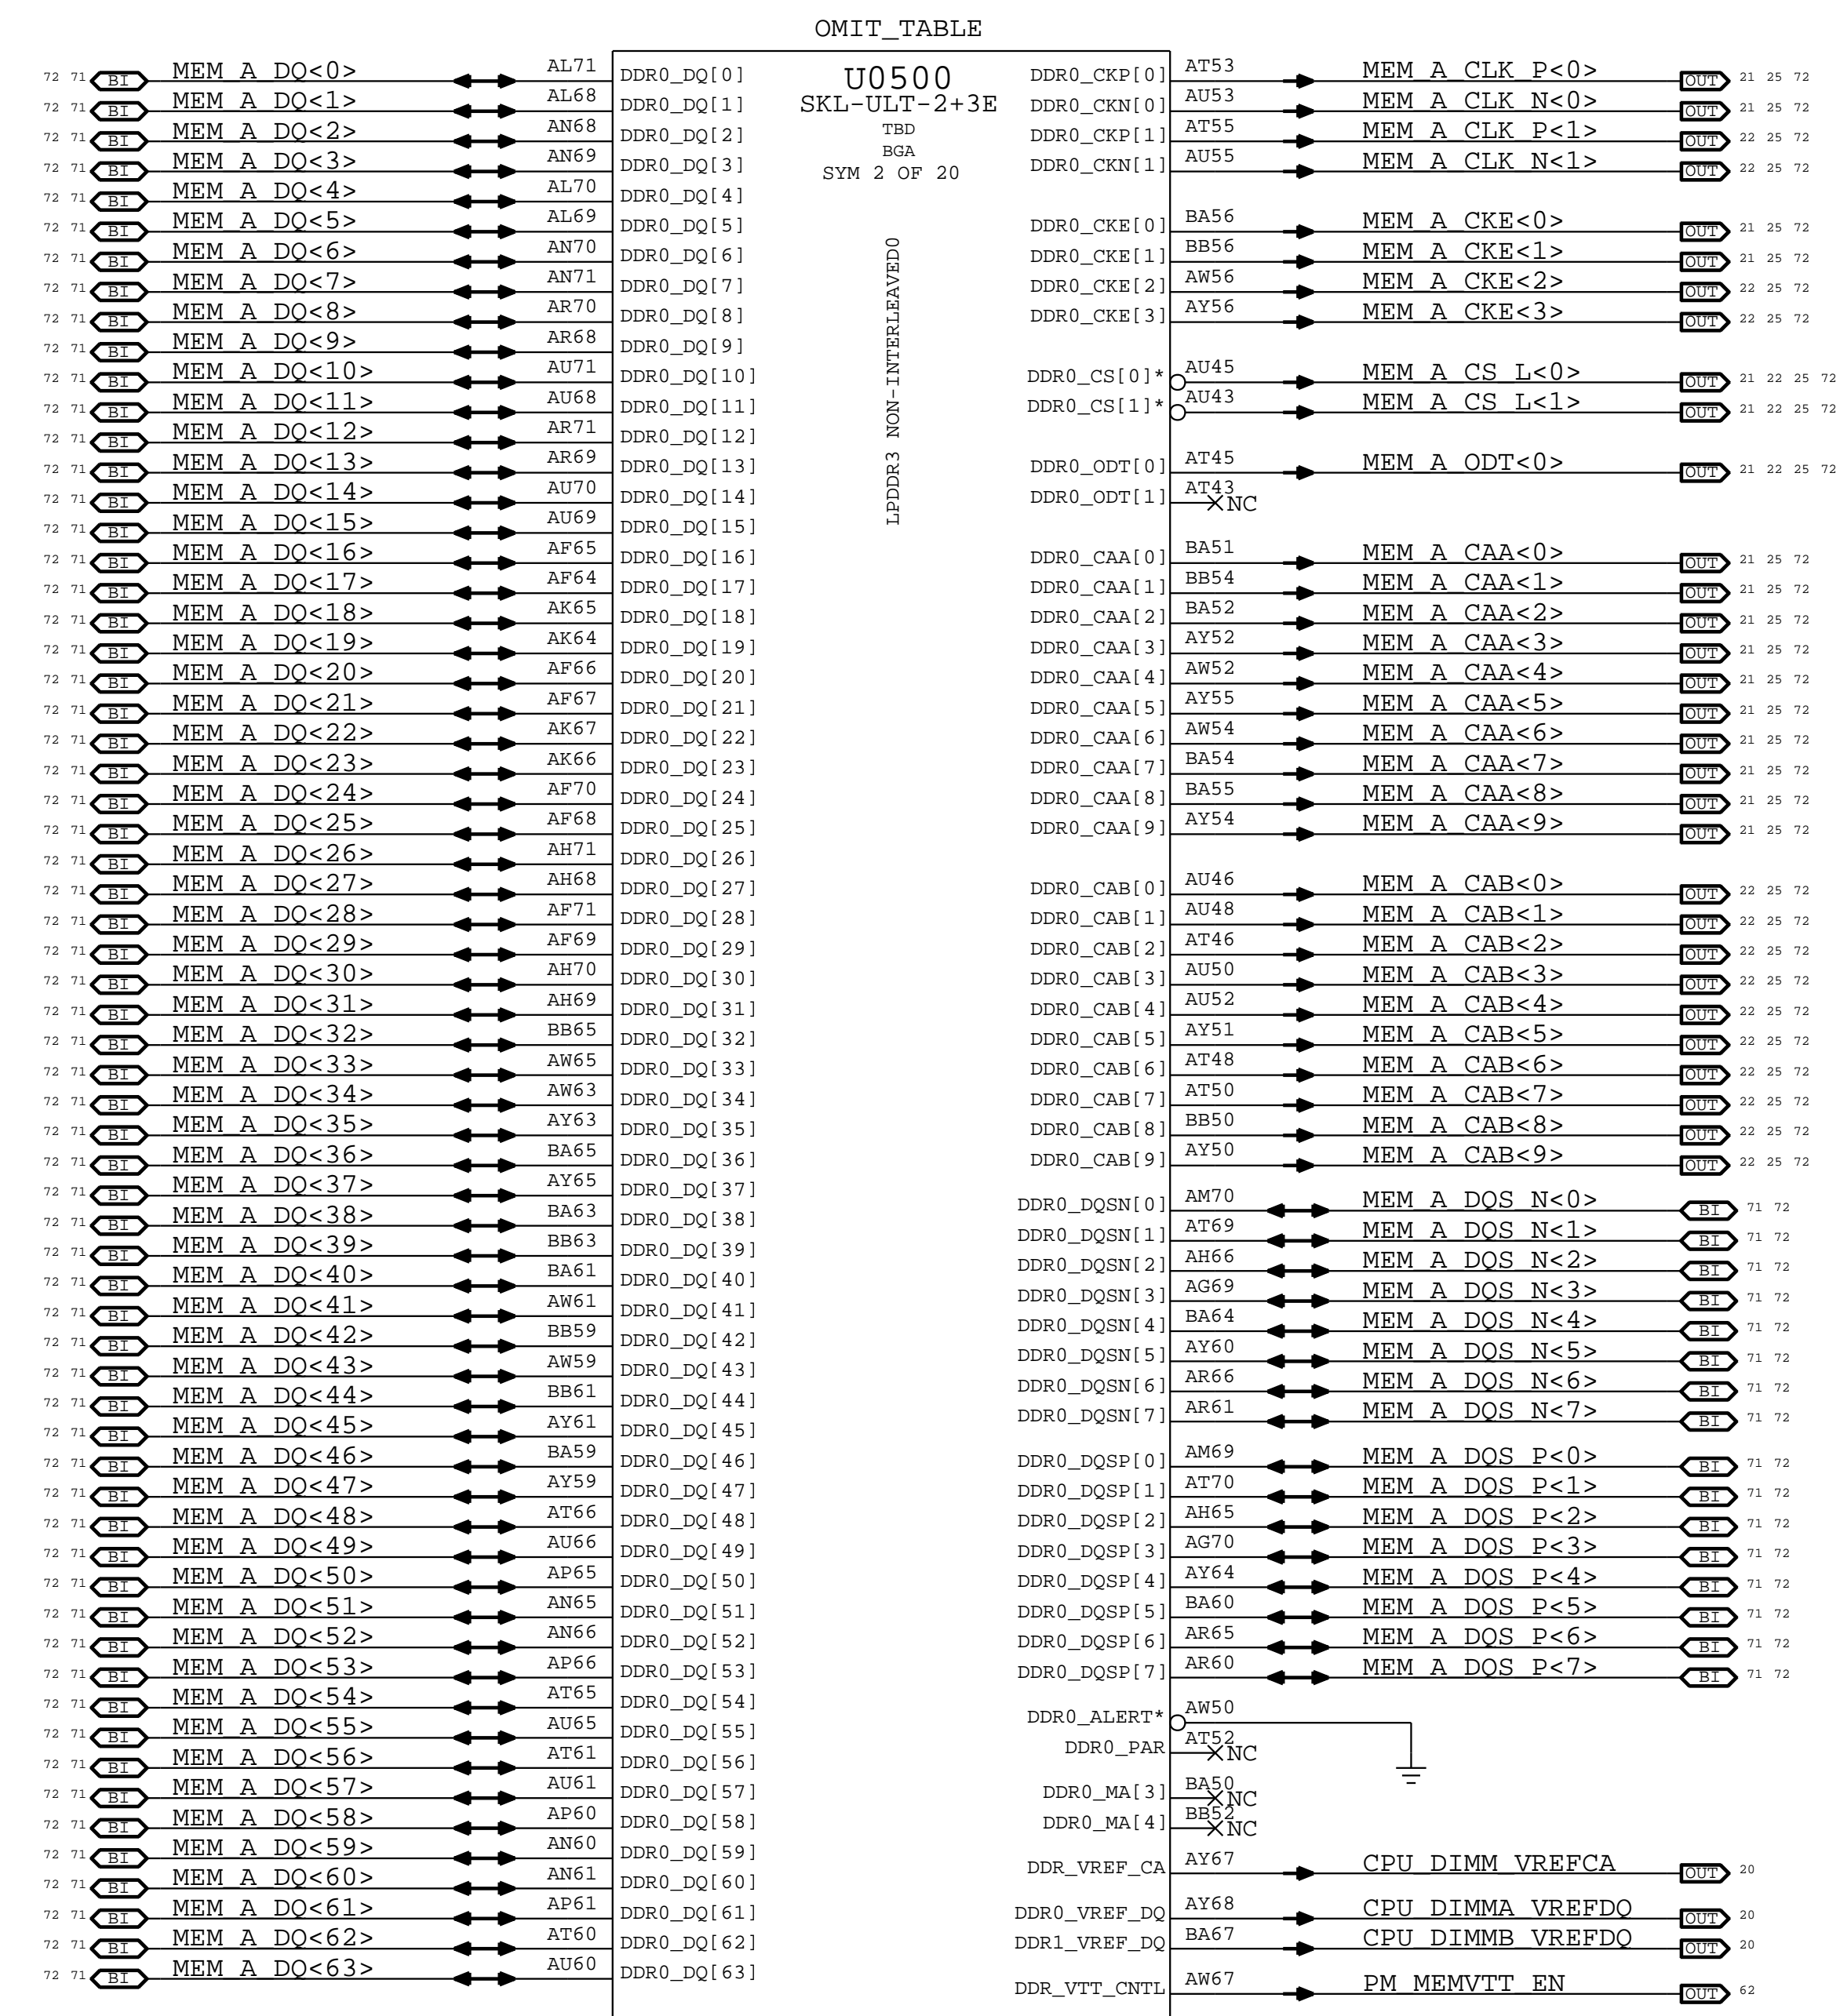 OMIT_TABLE
72 71 BI MEM_A_DQ<0> AL71 DDR0_DQ[0]
72 71 BI MEM_A_DQ<1> AL68 DDR0_DQ[1]
72 71 BI MEM_A_DQ<2> AN68 DDR0_DQ[2]
72 71 BI MEM_A_DQ<3> AN69 DDR0_DQ[3]
72 71 BI MEM_A_DQ<4> AL70 DDR0_DQ[4]
72 71 BI MEM_A_DQ<5> AL69 DDR0_DQ[5]
72 71 BI MEM_A_DQ<6> AN70 DDR0_DQ[6]
72 71 BI MEM_A_DQ<7> AN71 DDR0_DQ[7]
72 71 BI MEM_A_DQ<8> AR70 DDR0_DQ[8]
72 71 BI MEM_A_DQ<9> AR68 DDR0_DQ[9]
72 71 BI MEM_A_DQ<10> AU71 DDR0_DQ[10]
72 71 BI MEM_A_DQ<11> AU68 DDR0_DQ[11]
72 71 BI MEM_A_DQ<12> AR71 DDR0_DQ[12]
72 71 BI MEM_A_DQ<13> AR69 DDR0_DQ[13]
72 71 BI MEM_A_DQ<14> AU70 DDR0_DQ[14]
72 71 BI MEM_A_DQ<15> AU69 DDR0_DQ[15]
72 71 BI MEM_A_DQ<16> AF65 DDR0_DQ[16]
72 71 BI MEM_A_DQ<17> AF64 DDR0_DQ[17]
72 71 BI MEM_A_DQ<18> AK65 DDR0_DQ[18]
72 71 BI MEM_A_DQ<19> AK64 DDR0_DQ[19]
72 71 BI MEM_A_DQ<20> AF66 DDR0_DQ[20]
72 71 BI MEM_A_DQ<21> AF67 DDR0_DQ[21]
72 71 BI MEM_A_DQ<22> AK67 DDR0_DQ[22]
72 71 BI MEM_A_DQ<23> AK66 DDR0_DQ[23]
72 71 BI MEM_A_DQ<24> AF70 DDR0_DQ[24]
72 71 BI MEM_A_DQ<25> AF68 DDR0_DQ[25]
72 71 BI MEM_A_DQ<26> AH71 DDR0_DQ[26]
72 71 BI MEM_A_DQ<27> AH68 DDR0_DQ[27]
72 71 BI MEM_A_DQ<28> AF71 DDR0_DQ[28]
72 71 BI MEM_A_DQ<29> AF69 DDR0_DQ[29]
72 71 BI MEM_A_DQ<30> AH70 DDR0_DQ[30]
72 71 BI MEM_A_DQ<31> AH69 DDR0_DQ[31]
72 71 BI MEM_A_DQ<32> BB65 DDR0_DQ[32]
72 71 BI MEM_A_DQ<33> AW65 DDR0_DQ[33]
72 71 BI MEM_A_DQ<34> AW63 DDR0_DQ[34]
72 71 BI MEM_A_DQ<35> AY63 DDR0_DQ[35]
72 71 BI MEM_A_DQ<36> BA65 DDR0_DQ[36]
72 71 BI MEM_A_DQ<37> AY65 DDR0_DQ[37]
72 71 BI MEM_A_DQ<38> BA63 DDR0_DQ[38]
72 71 BI MEM_A_DQ<39> BB63 DDR0_DQ[39]
72 71 BI MEM_A_DQ<40> BA61 DDR0_DQ[40]
72 71 BI MEM_A_DQ<41> AW61 DDR0_DQ[41]
72 71 BI MEM_A_DQ<42> BB59 DDR0_DQ[42]
72 71 BI MEM_A_DQ<43> AW59 DDR0_DQ[43]
72 71 BI MEM_A_DQ<44> BB61 DDR0_DQ[44]
72 71 BI MEM_A_DQ<45> AY61 DDR0_DQ[45]
72 71 BI MEM_A_DQ<46> BA59 DDR0_DQ[46]
72 71 BI MEM_A_DQ<47> AY59 DDR0_DQ[47]
72 71 BI MEM_A_DQ<48> AT66 DDR0_DQ[48]
72 71 BI MEM_A_DQ<49> AU66 DDR0_DQ[49]
72 71 BI MEM_A_DQ<50> AP65 DDR0_DQ[50]
72 71 BI MEM_A_DQ<51> AN65 DDR0_DQ[51]
72 71 BI MEM_A_DQ<52> AN66 DDR0_DQ[52]
72 71 BI MEM_A_DQ<53> AP66 DDR0_DQ[53]
72 71 BI MEM_A_DQ<54> AT65 DDR0_DQ[54]
72 71 BI MEM_A_DQ<55> AU65 DDR0_DQ[55]
72 71 BI MEM_A_DQ<56> AT61 DDR0_DQ[56]
72 71 BI MEM_A_DQ<57> AU61 DDR0_DQ[57]
72 71 BI MEM_A_DQ<58> AP60 DDR0_DQ[58]
72 71 BI MEM_A_DQ<59> AN60 DDR0_DQ[59]
72 71 BI MEM_A_DQ<60> AN61 DDR0_DQ[60]
72 71 BI MEM_A_DQ<61> AP61 DDR0_DQ[61]
72 71 BI MEM_A_DQ<62> AT60 DDR0_DQ[62]
72 71 BI MEM_A_DQ<63> AU60 DDR0_DQ[63]
U0500
SKL-ULT-2+3E
TBD
BGA
SYM 2 OF 20
LPDDR3 NON-INTERLEAVED0
DDR0_CKP[0] AT53 MEM_A_CLK_P<0> OUT 21 25 72
DDR0_CKN[0] AU53 MEM_A_CLK_N<0> OUT 21 25 72
DDR0_CKP[1] AT55 MEM_A_CLK_P<1> OUT 22 25 72
DDR0_CKN[1] AU55 MEM_A_CLK_N<1> OUT 22 25 72
DDR0_CKE[0] BA56 MEM_A_CKE<0> OUT 21 25 72
DDR0_CKE[1] BB56 MEM_A_CKE<1> OUT 21 25 72
DDR0_CKE[2] AW56 MEM_A_CKE<2> OUT 22 25 72
DDR0_CKE[3] AY56 MEM_A_CKE<3> OUT 22 25 72
DDR0_CS[0]* AU45 MEM_A_CS_L<0> OUT 21 22 25 72
DDR0_CS[1]* AU43 MEM_A_CS_L<1> OUT 21 22 25 72
DDR0_ODT[0] AT45 MEM_A_ODT<0> OUT 21 22 25 72
DDR0_ODT[1] AT43 NC
DDR0_CAA[0] BA51 MEM_A_CAA<0> OUT 21 25 72
DDR0_CAA[1] BB54 MEM_A_CAA<1> OUT 21 25 72
DDR0_CAA[2] BA52 MEM_A_CAA<2> OUT 21 25 72
DDR0_CAA[3] AY52 MEM_A_CAA<3> OUT 21 25 72
DDR0_CAA[4] AW52 MEM_A_CAA<4> OUT 21 25 72
DDR0_CAA[5] AY55 MEM_A_CAA<5> OUT 21 25 72
DDR0_CAA[6] AW54 MEM_A_CAA<6> OUT 21 25 72
DDR0_CAA[7] BA54 MEM_A_CAA<7> OUT 21 25 72
DDR0_CAA[8] BA55 MEM_A_CAA<8> OUT 21 25 72
DDR0_CAA[9] AY54 MEM_A_CAA<9> OUT 21 25 72
DDR0_CAB[0] AU46 MEM_A_CAB<0> OUT 22 25 72
DDR0_CAB[1] AU48 MEM_A_CAB<1> OUT 22 25 72
DDR0_CAB[2] AT46 MEM_A_CAB<2> OUT 22 25 72
DDR0_CAB[3] AU50 MEM_A_CAB<3> OUT 22 25 72
DDR0_CAB[4] AU52 MEM_A_CAB<4> OUT 22 25 72
DDR0_CAB[5] AY51 MEM_A_CAB<5> OUT 22 25 72
DDR0_CAB[6] AT48 MEM_A_CAB<6> OUT 22 25 72
DDR0_CAB[7] AT50 MEM_A_CAB<7> OUT 22 25 72
DDR0_CAB[8] BB50 MEM_A_CAB<8> OUT 22 25 72
DDR0_CAB[9] AY50 MEM_A_CAB<9> OUT 22 25 72
DDR0_DQSN[0] AM70 MEM_A_DQS_N<0> BI 71 72
DDR0_DQSN[1] AT69 MEM_A_DQS_N<1> BI 71 72
DDR0_DQSN[2] AH66 MEM_A_DQS_N<2> BI 71 72
DDR0_DQSN[3] AG69 MEM_A_DQS_N<3> BI 71 72
DDR0_DQSN[4] BA64 MEM_A_DQS_N<4> BI 71 72
DDR0_DQSN[5] AY60 MEM_A_DQS_N<5> BI 71 72
DDR0_DQSN[6] AR66 MEM_A_DQS_N<6> BI 71 72
DDR0_DQSN[7] AR61 MEM_A_DQS_N<7> BI 71 72
DDR0_DQSP[0] AM69 MEM_A_DQS_P<0> BI 71 72
DDR0_DQSP[1] AT70 MEM_A_DQS_P<1> BI 71 72
DDR0_DQSP[2] AH65 MEM_A_DQS_P<2> BI 71 72
DDR0_DQSP[3] AG70 MEM_A_DQS_P<3> BI 71 72
DDR0_DQSP[4] AY64 MEM_A_DQS_P<4> BI 71 72
DDR0_DQSP[5] BA60 MEM_A_DQS_P<5> BI 71 72
DDR0_DQSP[6] AR65 MEM_A_DQS_P<6> BI 71 72
DDR0_DQSP[7] AR60 MEM_A_DQS_P<7> BI 71 72
DDR0_ALERT* AW50
DDR0_PAR AT52 NC
DDR0_MA[3] BA50 NC
DDR0_MA[4] BB52 NC
DDR_VREF_CA AY67 CPU_DIMM_VREFCA OUT 20
DDR0_VREF_DQ AY68 CPU_DIMMA_VREFDQ OUT 20
DDR1_VREF_DQ BA67 CPU_DIMMB_VREFDQ OUT 20
DDR_VTT_CNTL AW67 PM_MEMVTT_EN OUT 62